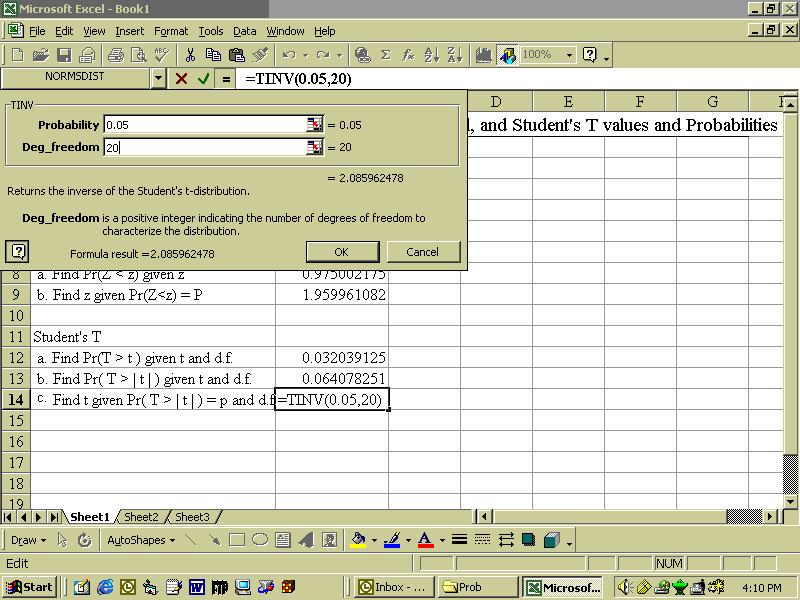 Microsoft Excel - Book1
File Edit View Insert Format Tools Data Window Help
100%
NORMSDIST = =TINV(0.05,20)
TINV
Probability 0.05 = 0.05
Deg_freedom 20 = 20
= 2.085962478
Returns the inverse of the Student's t-distribution.
Deg_freedom is a positive integer indicating the number of degrees of freedom to
characterize the distribution.
Formula result =2.085962478
OK Cancel
D E F G
, and Student's T values and Probabilities
8 a. Find Pr(Z < z) given z 0.975002175
9 b. Find z given Pr(Z<z) = P 1.959961082
10
11 Student's T
12 a. Find Pr(T > t ) given t and d.f. 0.032039125
13 b. Find Pr( T > | t | ) given t and d.f. 0.064078251
14 c. Find t given Pr( T > | t | ) = p and d.f =TINV(0.05,20)
15
16
17
18
19
Sheet1 Sheet2 Sheet3
Draw AutoShapes
Edit NUM
Start Inbox - ... Prob Microsof... 4:10 PM